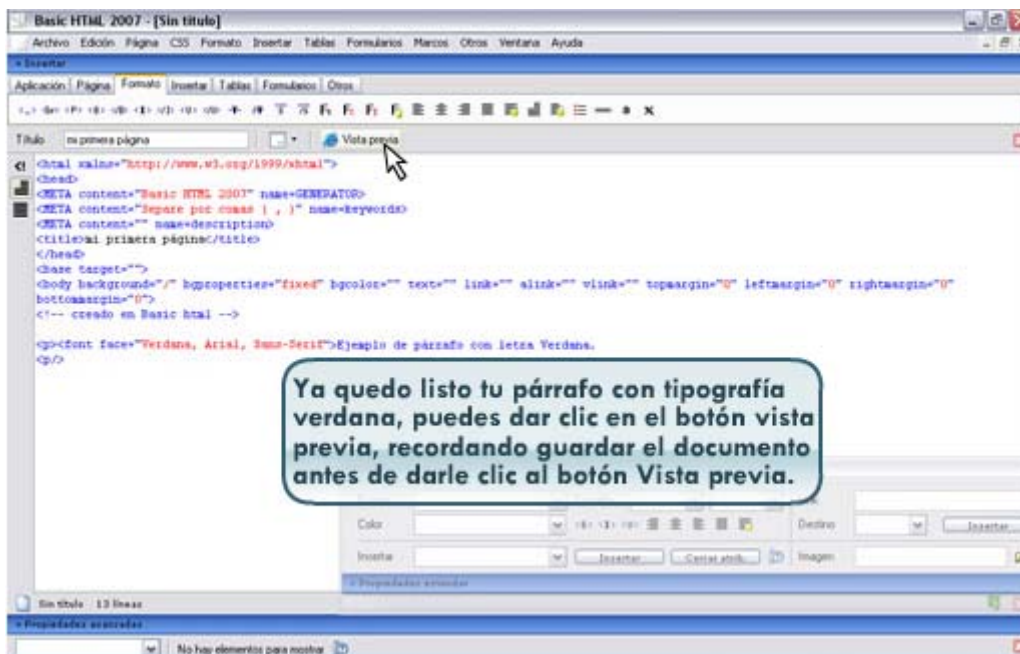 Basic HTML 2007 - [Sin título]
Archivo Edición Página CSS Formato Insertar Tablas Formularios Marcos Otros Ventana Ayuda
Insertar
Aplicación Página Formato Insertar Tablas Formularios Otros
Título mi primera página Vista previa
<html xmlns="http://www.w3.org/1999/xhtml">
<head>
<META content="Basic HTML 2007" name=GENERATOR>
<META content="Separe por comas ( , )" name=keywords>
<META content="" name=description>
<title>mi primera página</title>
</head>
<base target="">
<body background="/" bgproperties="fixed" bgcolor="" text="" link="" alink="" vlink="" topmargin="0" leftmargin="0" rightmargin="0"
bottommargin="0">
<!-- creado en Basic html -->
<p><font face="Verdana, Arial, Sans-Serif">Ejemplo de párrafo con letra Verdana.
<p/>
Ya quedo listo tu párrafo con tipografía
verdana, puedes dar clic en el botón vista
previa, recordando guardar el documento
antes de darle clic al botón Vista previa.
Color Destino Insertar
Insertar Insertar Cerrar atrib. Imagen
Propiedades avanzadas
Sin título 13 líneas
Propiedades avanzadas
No hay elementos para mostrar